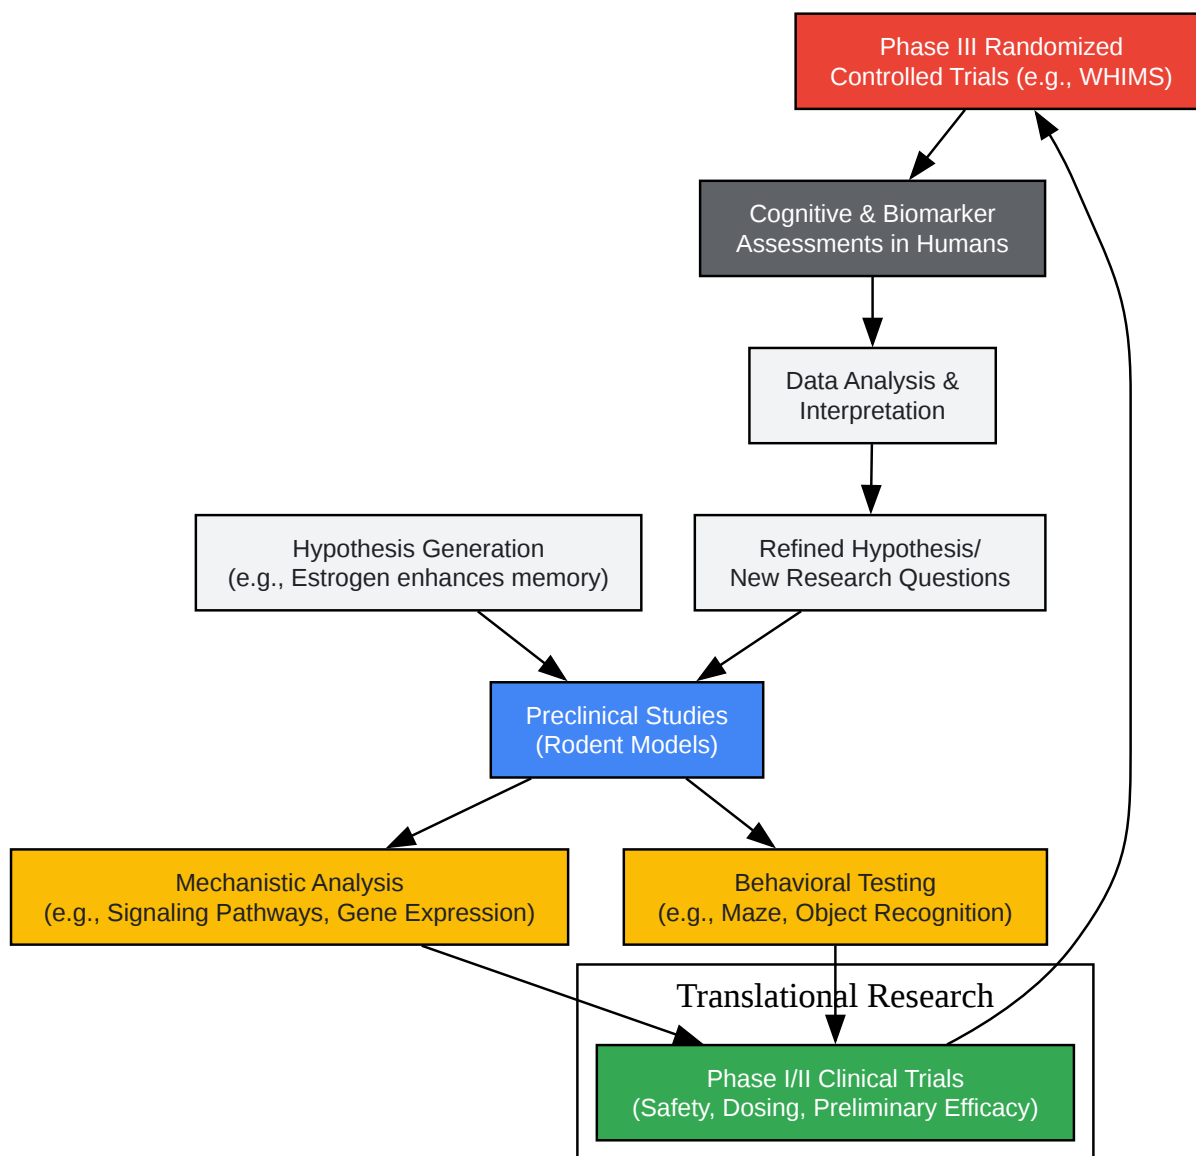 Phase III Randomized
Controlled Trials (e.g., WHIMS)
Cognitive & Biomarker
Assessments in Humans
Data Analysis &
Interpretation
Hypothesis Generation
(e.g., Estrogen enhances memory)
Refined Hypothesis/
New Research Questions
Preclinical Studies
(Rodent Models)
Mechanistic Analysis
(e.g., Signaling Pathways, Gene Expression)
Behavioral Testing
(e.g., Maze, Object Recognition)
Translational Research
Phase I/II Clinical Trials
(Safety, Dosing, Preliminary Efficacy)